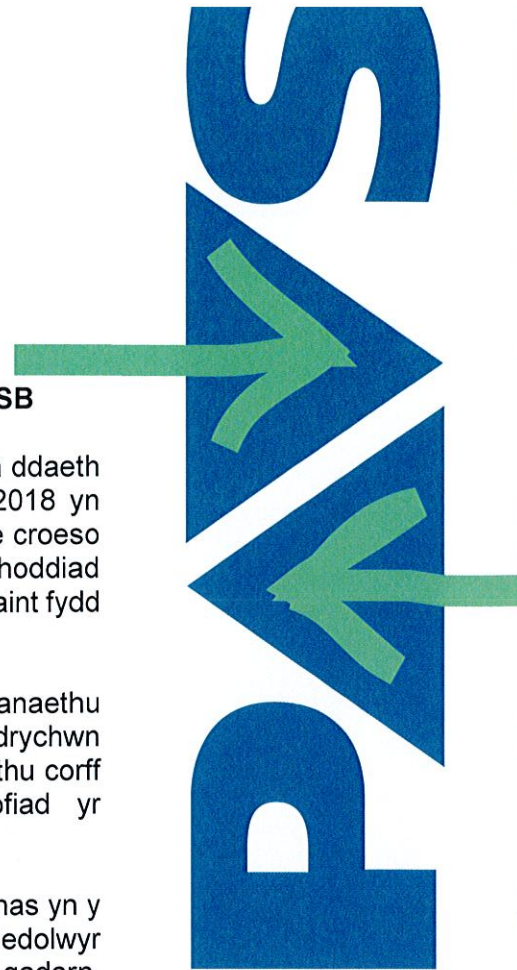 SB
ddaeth
2018 yn
croeso
hoddiad
aint fydd
anaethu
drychwn
thu corff
ofiad yr
nas yn y
edolwyr
PAVS